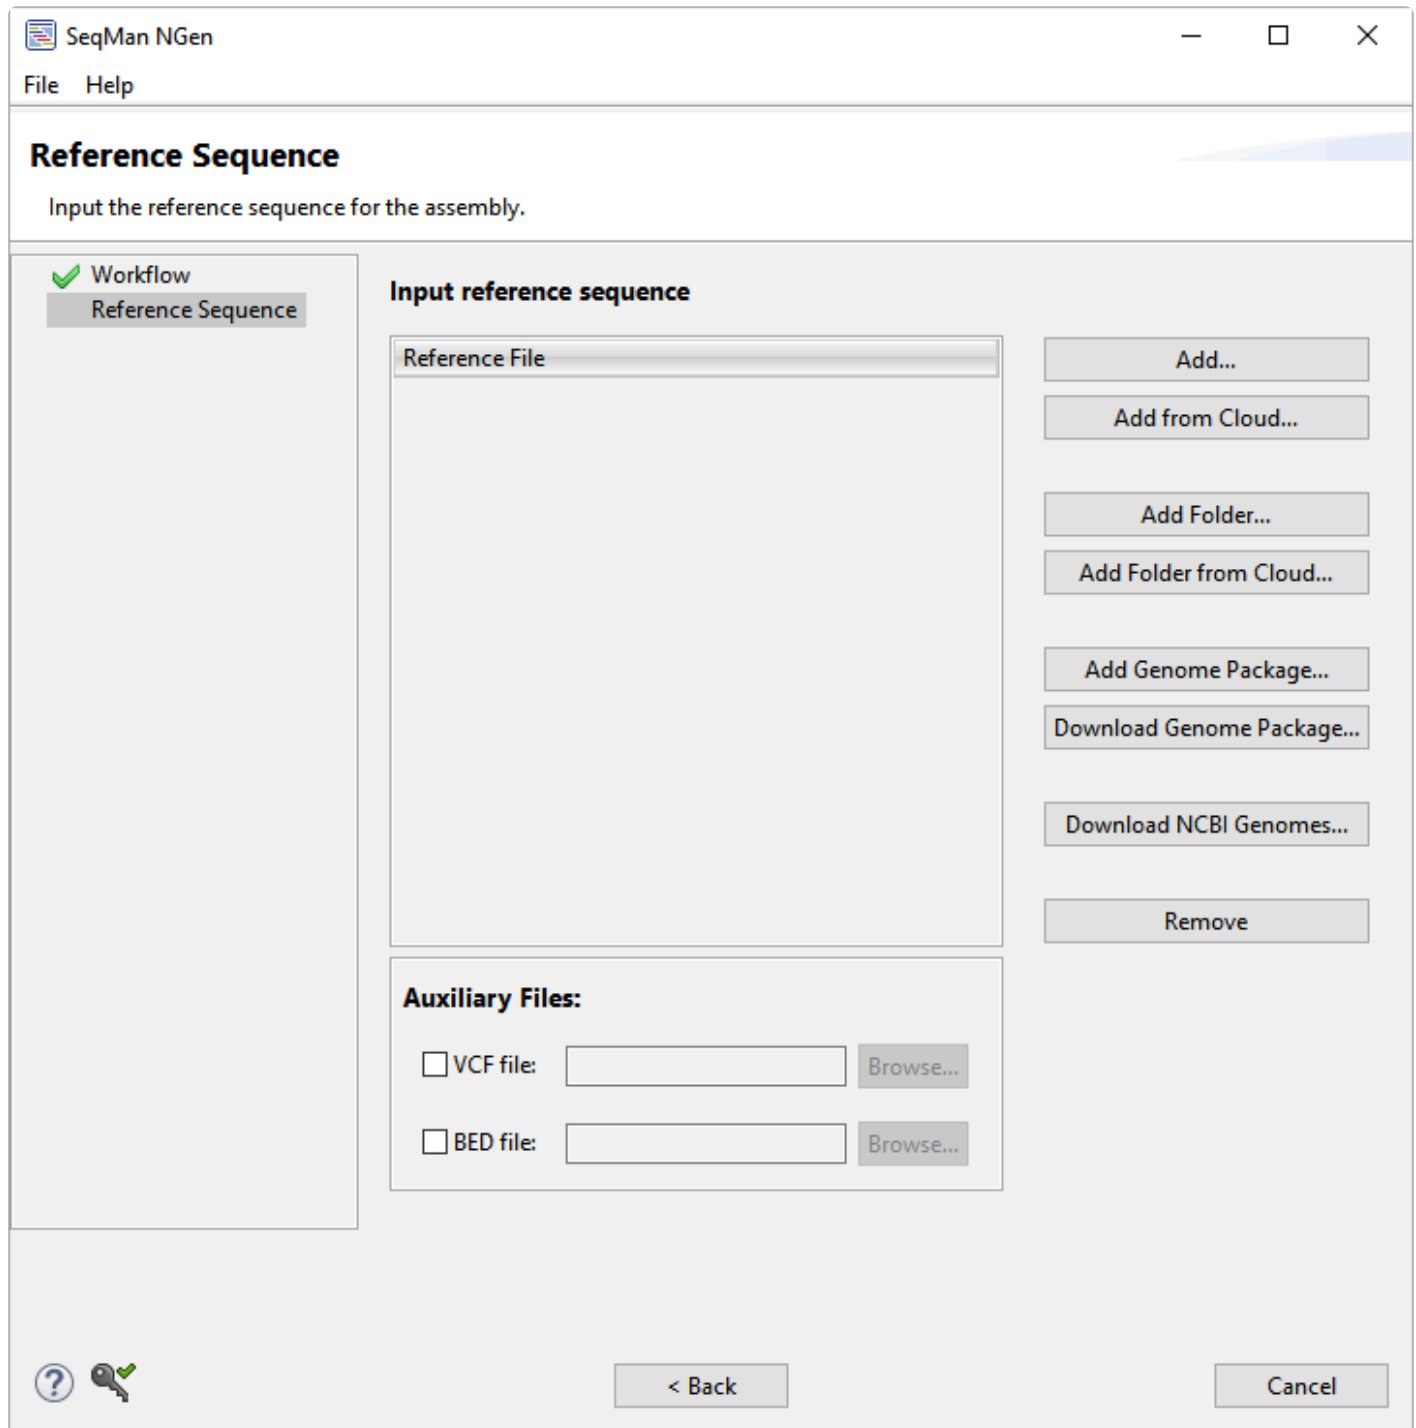 SeqMan NGen
File Help
Reference Sequence
Input the reference sequence for the assembly.
Workflow
Reference Sequence
Input reference sequence
Reference File
Add...
Add from Cloud...
Add Folder...
Add Folder from Cloud...
Add Genome Package...
Download Genome Package...
Download NCBI Genomes...
Remove
Auxiliary Files:
VCF file: Browse...
BED file: Browse...
?
< Back Cancel